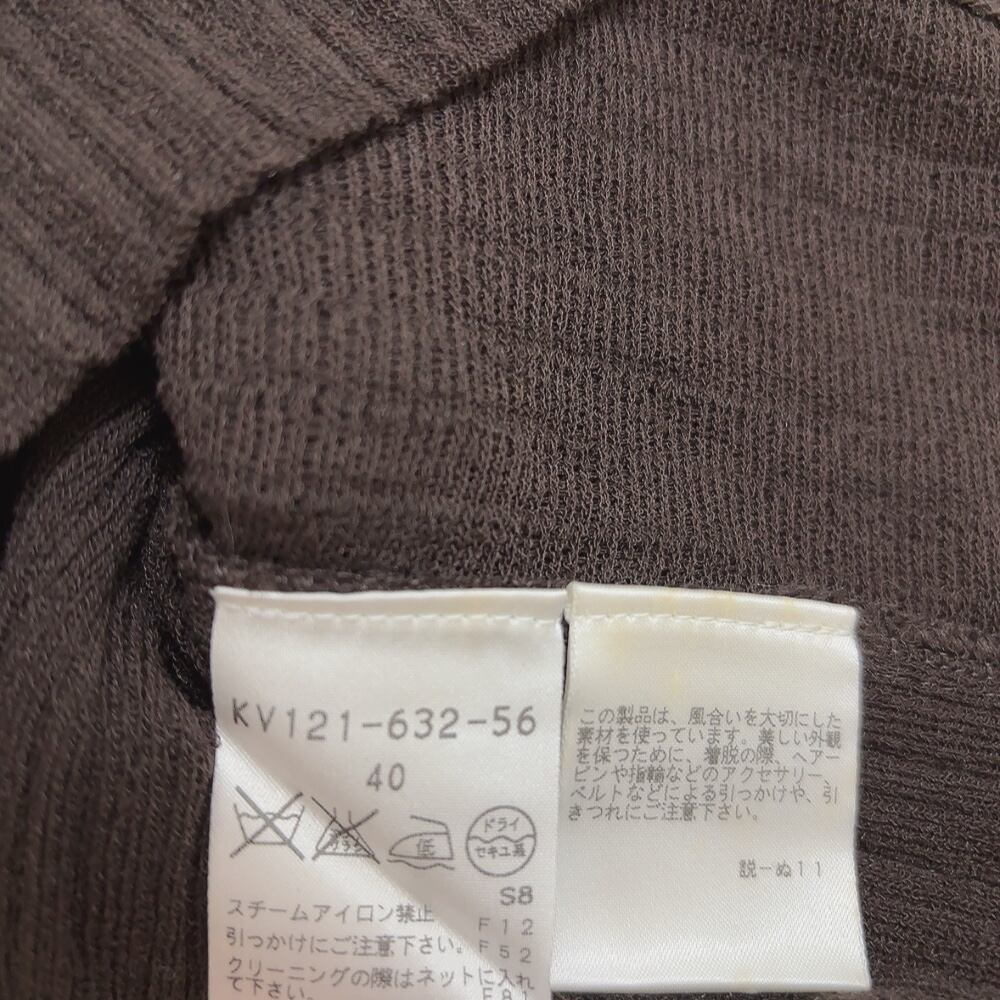 KV121-632-56
40
エンソ サラシ
低
ドライ
セキユ系
S8
スチームアイロン禁止 F12
引っかけにご注意下さい。F52
クリーニングの際はネットに入れ
て下さい。 F81
この製品は、風合いを大切にした
素材を使っています。美しい外観
を保つために、着脱の際、ヘアー
ピンや指輪などのアクセサリー、
ベルトなどによる引っかけや、引
きつれにご注意下さい。
説-ぬ11